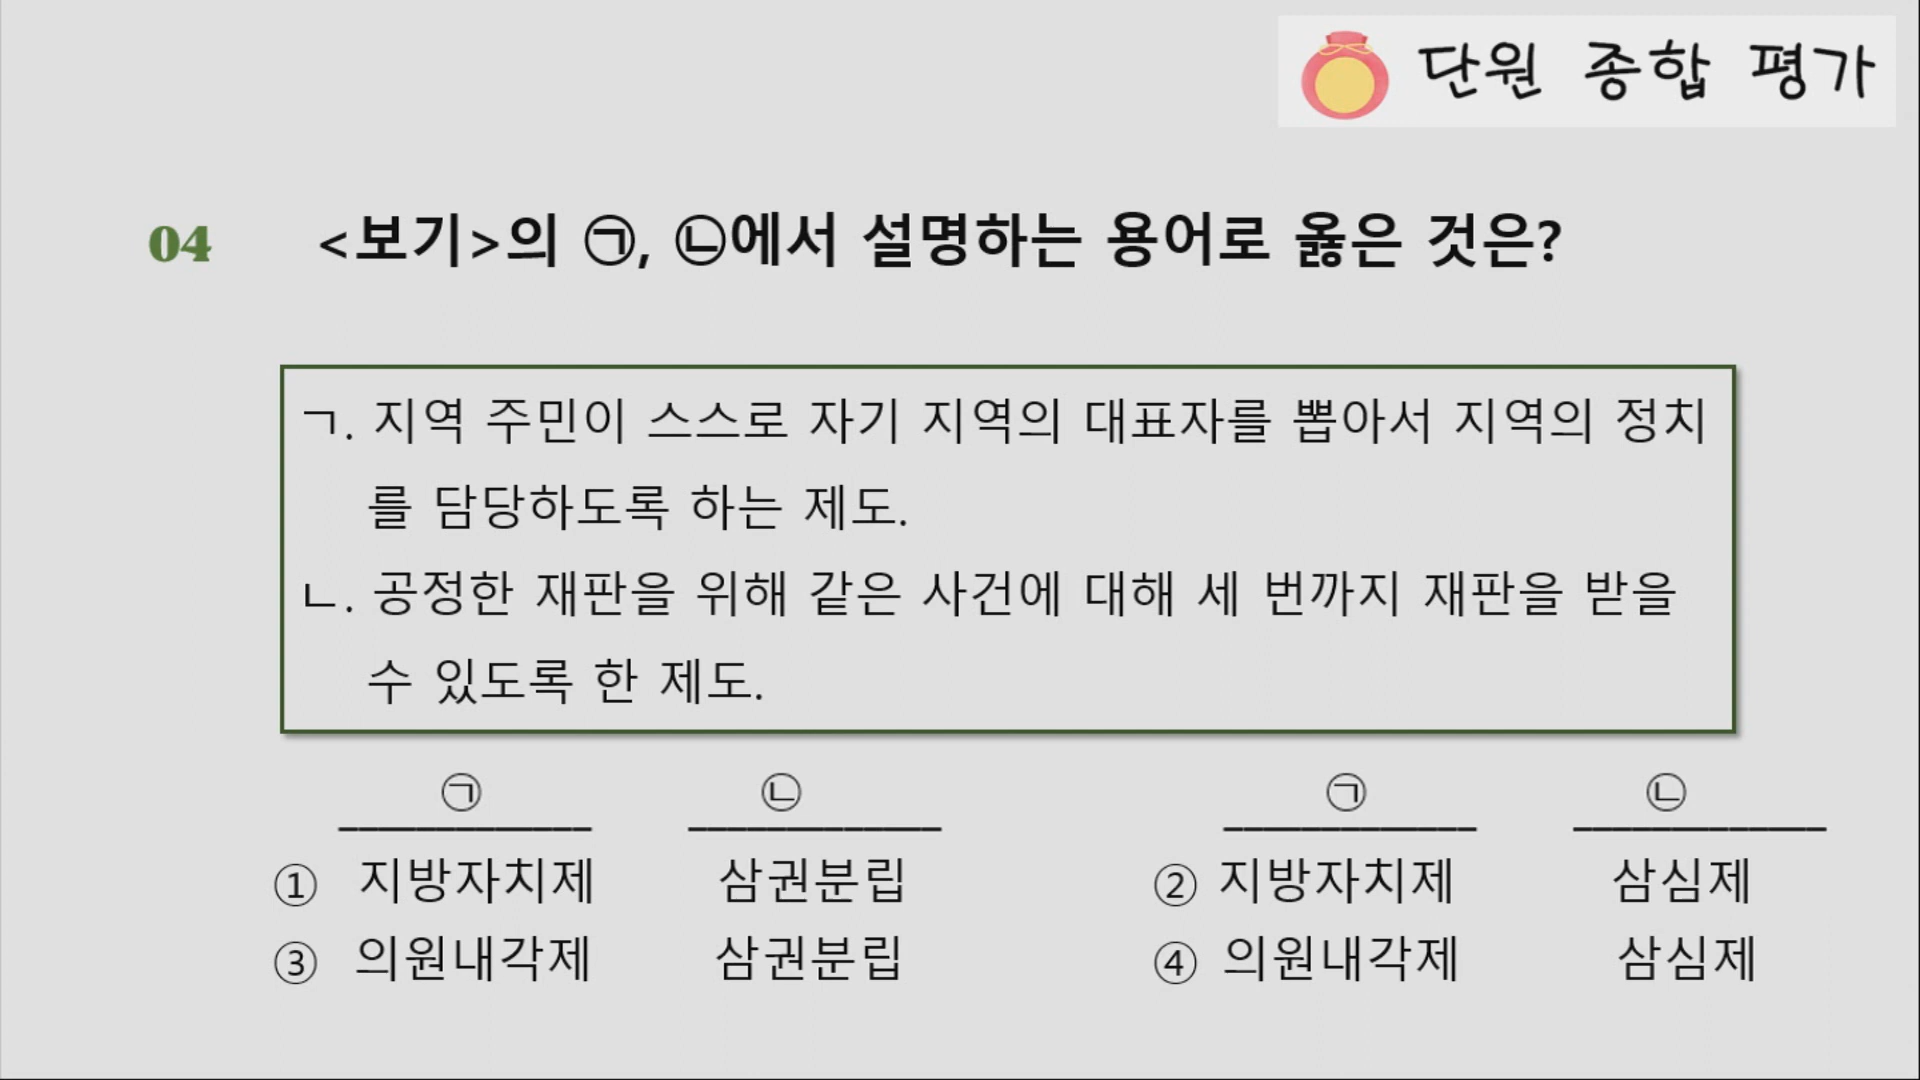 단원 종합 평가
04 <보기>의 ㉠, ㉡에서 설명하는 용어로 옳은 것은?
ㄱ. 지역 주민이 스스로 자기 지역의 대표자를 뽑아서 지역의 정치
를 담당하도록 하는 제도.
ㄴ. 공정한 재판을 위해 같은 사건에 대해 세 번까지 재판을 받을
수 있도록 한 제도.
㉠ ㉡ ㉠ ㉡
① 지방자치제 삼권분립 ② 지방자치제 삼심제
③ 의원내각제 삼권분립 ④ 의원내각제 삼심제